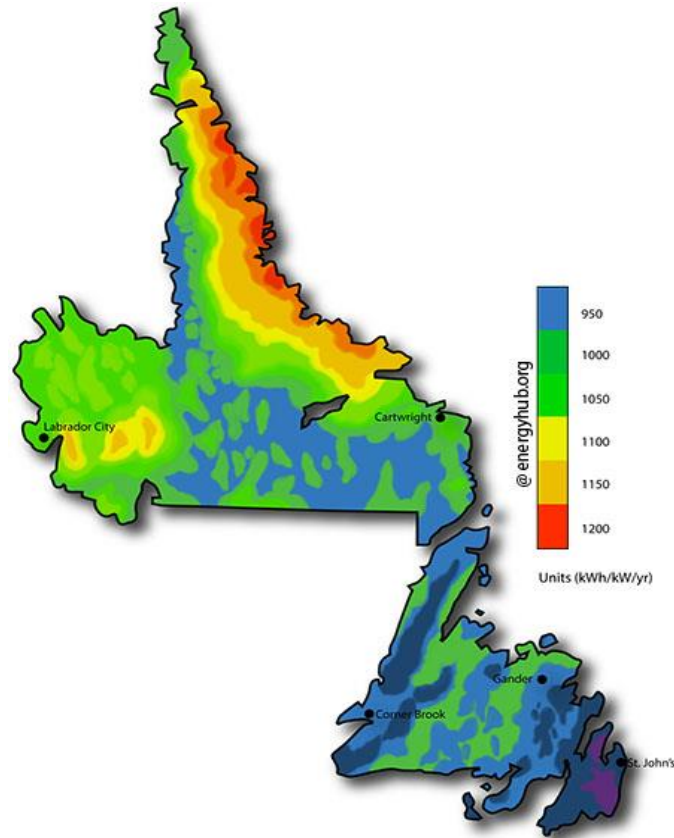 Labrador City
Cartwright
@ energyhub.org
950
1000
1050
1100
1150
1200
Units (kWh/kW/yr)
Gander
Corner Brook
St. John's